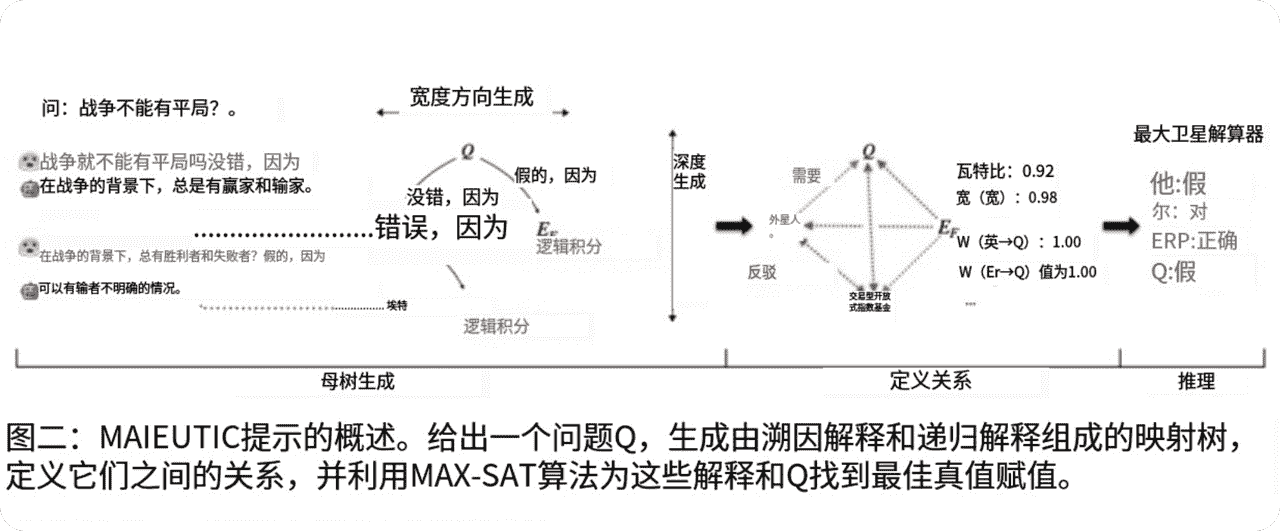 问：战争不能有平局？。
宽度方向生成
战争就不能有平局吗没错，因为
在战争的背景下，总是有赢家和输家。
Q
假的，因为
没错，因为
错误，因为
E
逻辑积分
在战争的背景下，总有胜利者和失败者？假的，因为
可以有输者不明确的情况。
埃特
逻辑积分
母树生成
深度
生成
Q
需要
外星人
。
E_F
反驳
交易型开放
式指数基金
瓦特比：0.92
宽（宽）：0.98
W（英→Q）：1.00
W（Er→Q）值为1.00
...
定义关系
最大卫星解算器
他:假
尔：对
ERP:正确
Q:假
推理
图二：MAIEUTIC提示的概述。给出一个问题Q，生成由溯因解释和递归解释组成的映射树，
定义它们之间的关系，并利用MAX-SAT算法为这些解释和Q找到最佳真值赋值。